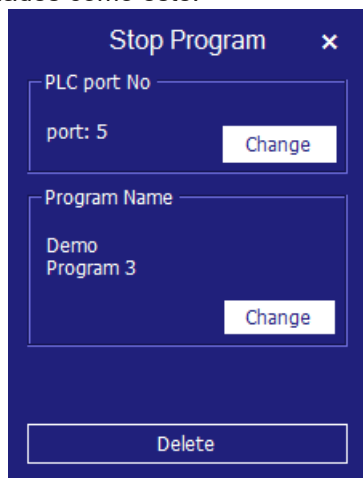 Stop Program ×
PLC port No
port: 5
Change
Program Name
Demo
Program 3
Change
Delete